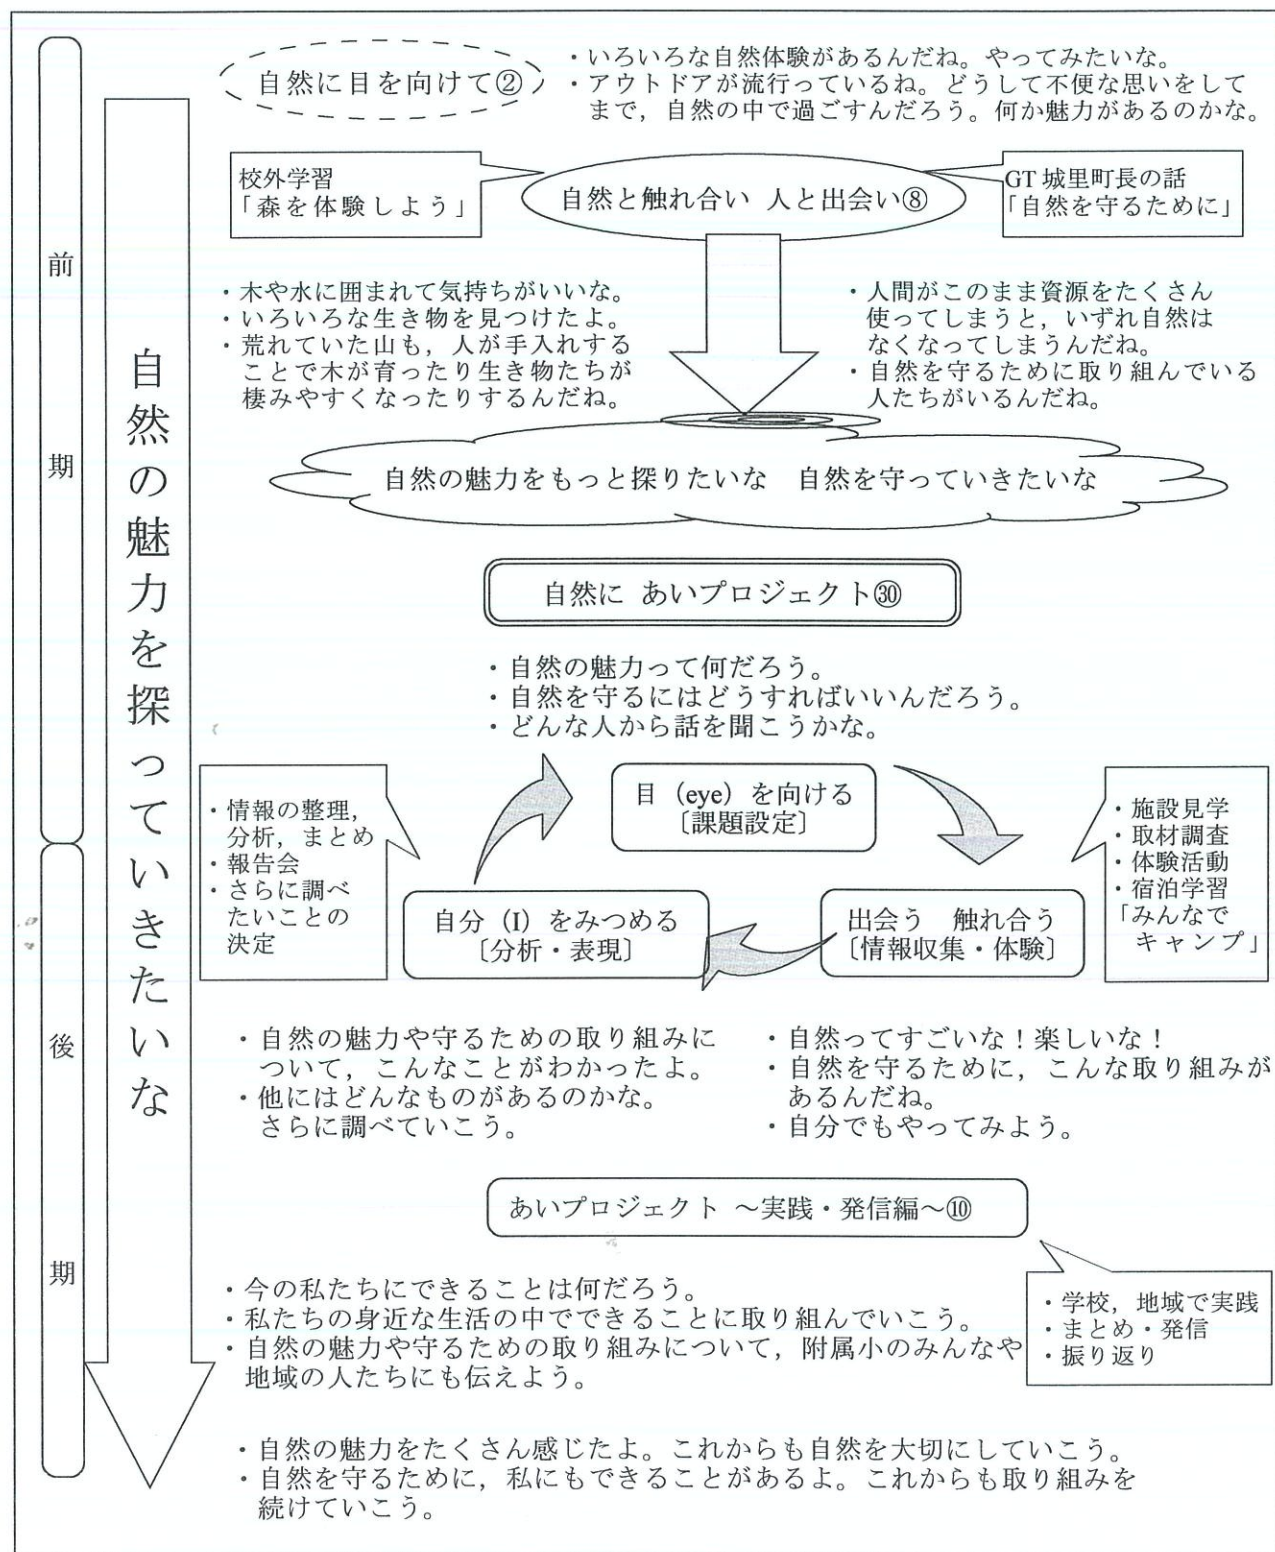 自然に目を向けて②
・いろいろな自然体験があるんだね。やってみたいな。
・アウトドアが流行っているね。どうして不便な思いをして
まで，自然の中で過ごすんだろう。何か魅力があるのかな。
校外学習
「森を体験しよう」
自然と触れ合い 人と出会い⑧
GT 城里町長の話
「自然を守るために」
前期
自然の魅力を探っていきたいな
・木や水に囲まれて気持ちがいいな。
・いろいろな生き物を見つけたよ。
・荒れていた山も，人が手入れする
ことで木が育ったり生き物たちが
棲みやすくなったりするんだね。
・人間がこのまま資源をたくさん
使ってしまうと，いずれ自然は
なくなってしまうんだね。
・自然を守るために取り組んでいる
人たちがいるんだね。
自然の魅力をもっと探りたいな 自然を守っていきたいな
自然に あいプロジェクト㉚
・自然の魅力って何だろう。
・自然を守るにはどうすればいいんだろう。
・どんな人から話を聞こうかな。
目（eye）を向ける
〔課題設定〕
・情報の整理，
分析，まとめ
・報告会
・さらに調べ
たいことの
決定
自分（I）をみつめる
〔分析・表現〕
出会う 触れ合う
〔情報収集・体験〕
・施設見学
・取材調査
・体験活動
・宿泊学習
「みんなで
キャンプ」
後期
・自然の魅力や守るための取り組みに
ついて，こんなことがわかったよ。
・他にはどんなものがあるのかな。
さらに調べていこう。
・自然ってすごいな！楽しいな！
・自然を守るために，こんな取り組みが
あるんだね。
・自分でもやってみよう。
あいプロジェクト ～実践・発信編～⑩
・今の私たちにできることは何だろう。
・私たちの身近な生活の中でできることに取り組んでいこう。
・自然の魅力や守るための取り組みについて，附属小のみんなや
地域の人たちにも伝えよう。
・学校，地域で実践
・まとめ・発信
・振り返り
・自然の魅力をたくさん感じたよ。これからも自然を大切にしていこう。
・自然を守るために，私にもできることがあるよ。これからも取り組みを
続けていこう。